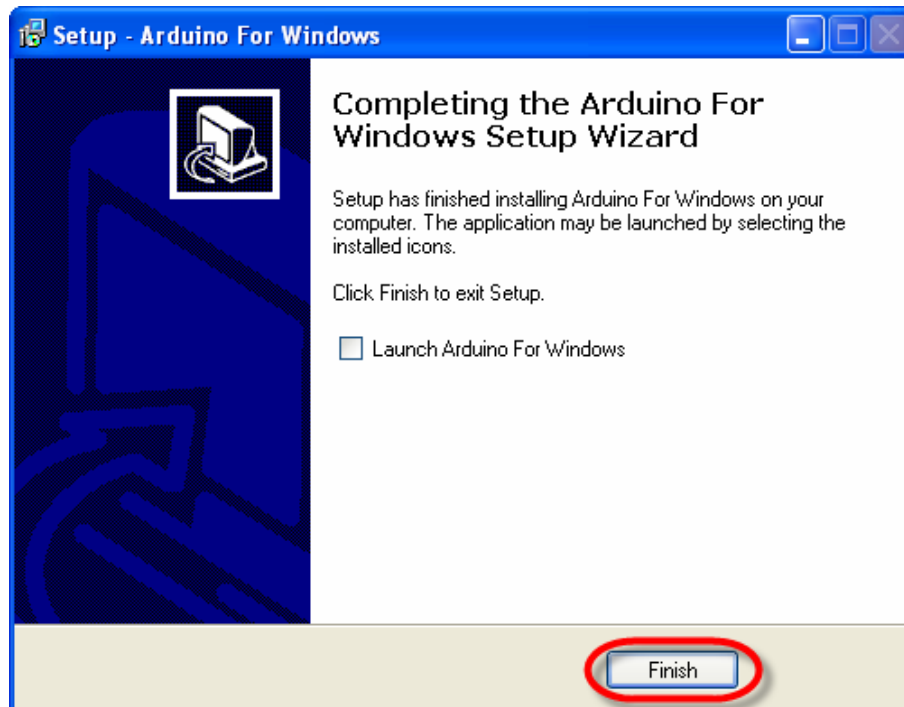 Setup - Arduino For Windows
Completing the Arduino For
Windows Setup Wizard
Setup has finished installing Arduino For Windows on your
computer. The application may be launched by selecting the
installed icons.
Click Finish to exit Setup.
Launch Arduino For Windows
Finish